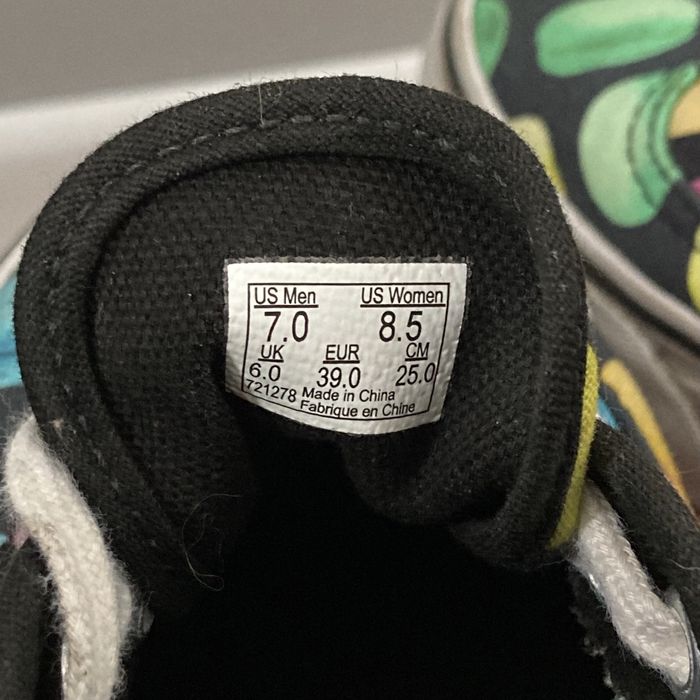 US Men US Women
7.0 8.5
UK EUR CM
6.0 39.0 25.0
721278 Made in China
Fabrique en Chine